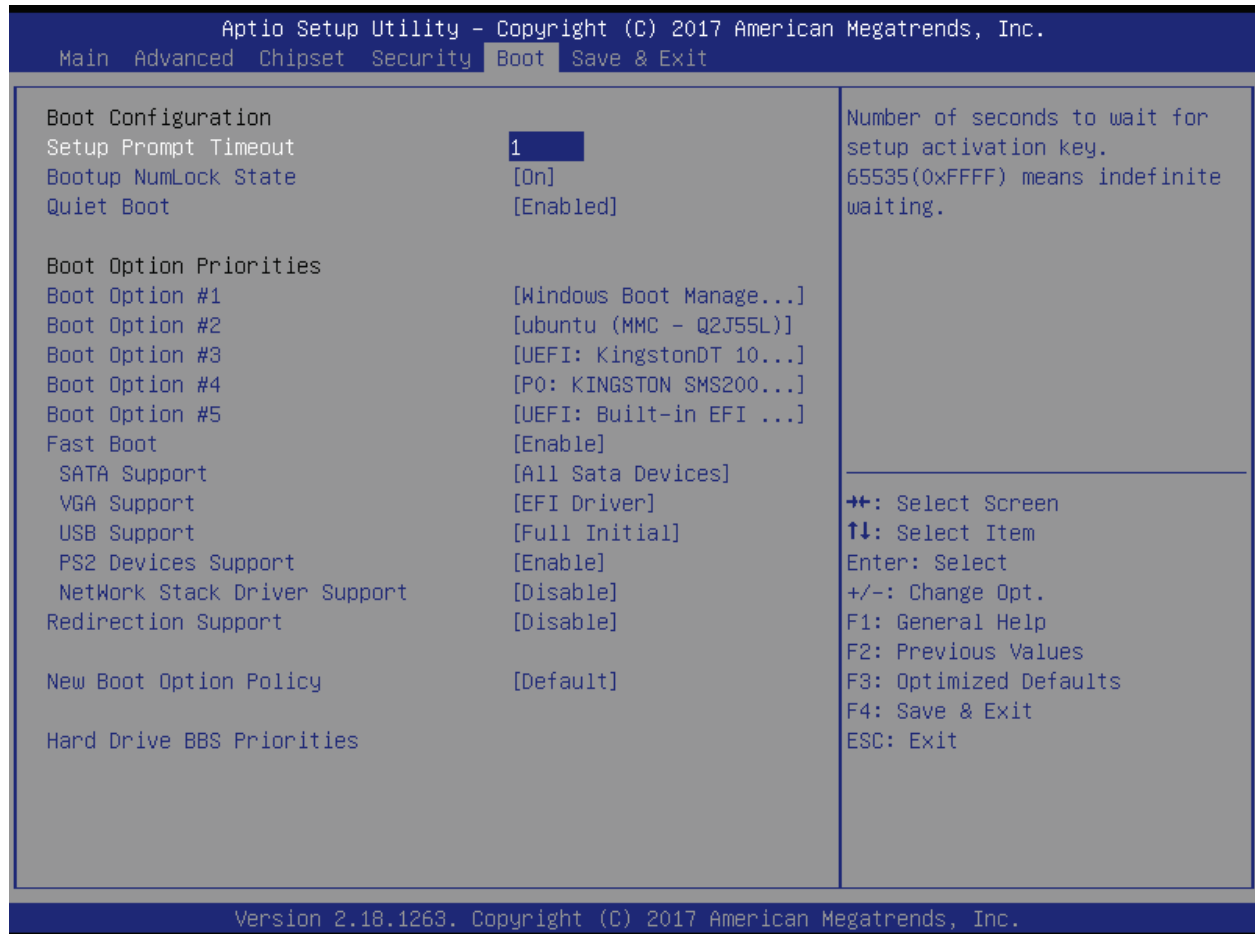 Aptio Setup Utility – Copyright (C) 2017 American Megatrends, Inc.
Main Advanced Chipset Security Boot Save & Exit
Boot Configuration
Setup Prompt Timeout 1
Bootup NumLock State [On]
Quiet Boot [Enabled]
Boot Option Priorities
Boot Option #1 [Windows Boot Manage...]
Boot Option #2 [ubuntu (MMC – Q2J55L)]
Boot Option #3 [UEFI: KingstonDT 10...]
Boot Option #4 [P0: KINGSTON SMS200...]
Boot Option #5 [UEFI: Built-in EFI ...]
Fast Boot [Enable]
SATA Support [All Sata Devices]
VGA Support [EFI Driver]
USB Support [Full Initial]
PS2 Devices Support [Enable]
NetWork Stack Driver Support [Disable]
Redirection Support [Disable]
New Boot Option Policy [Default]
Hard Drive BBS Priorities
Number of seconds to wait for
setup activation key.
65535(0xFFFF) means indefinite
waiting.
→←: Select Screen
↑↓: Select Item
Enter: Select
+/-: Change Opt.
F1: General Help
F2: Previous Values
F3: Optimized Defaults
F4: Save & Exit
ESC: Exit
Version 2.18.1263. Copyright (C) 2017 American Megatrends, Inc.